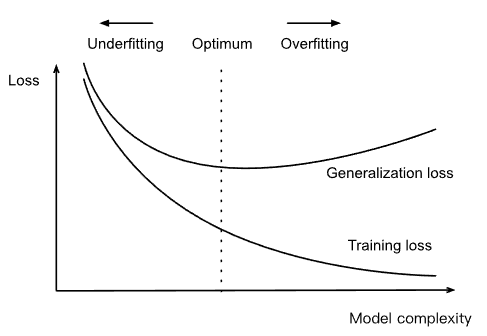 Underfitting Optimum Overfitting
Loss
Generalization loss
Training loss
Model complexity